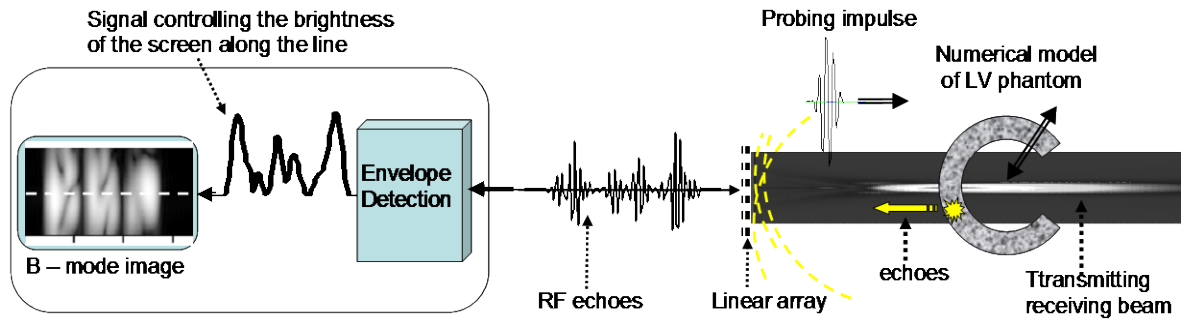 Signal controlling the brightness
of the screen along the line
Probing impulse
Numerical model
of LV phantom
Envelope
Detection
B – mode image
RF echoes
Linear array
echoes
Ttransmitting
receiving beam